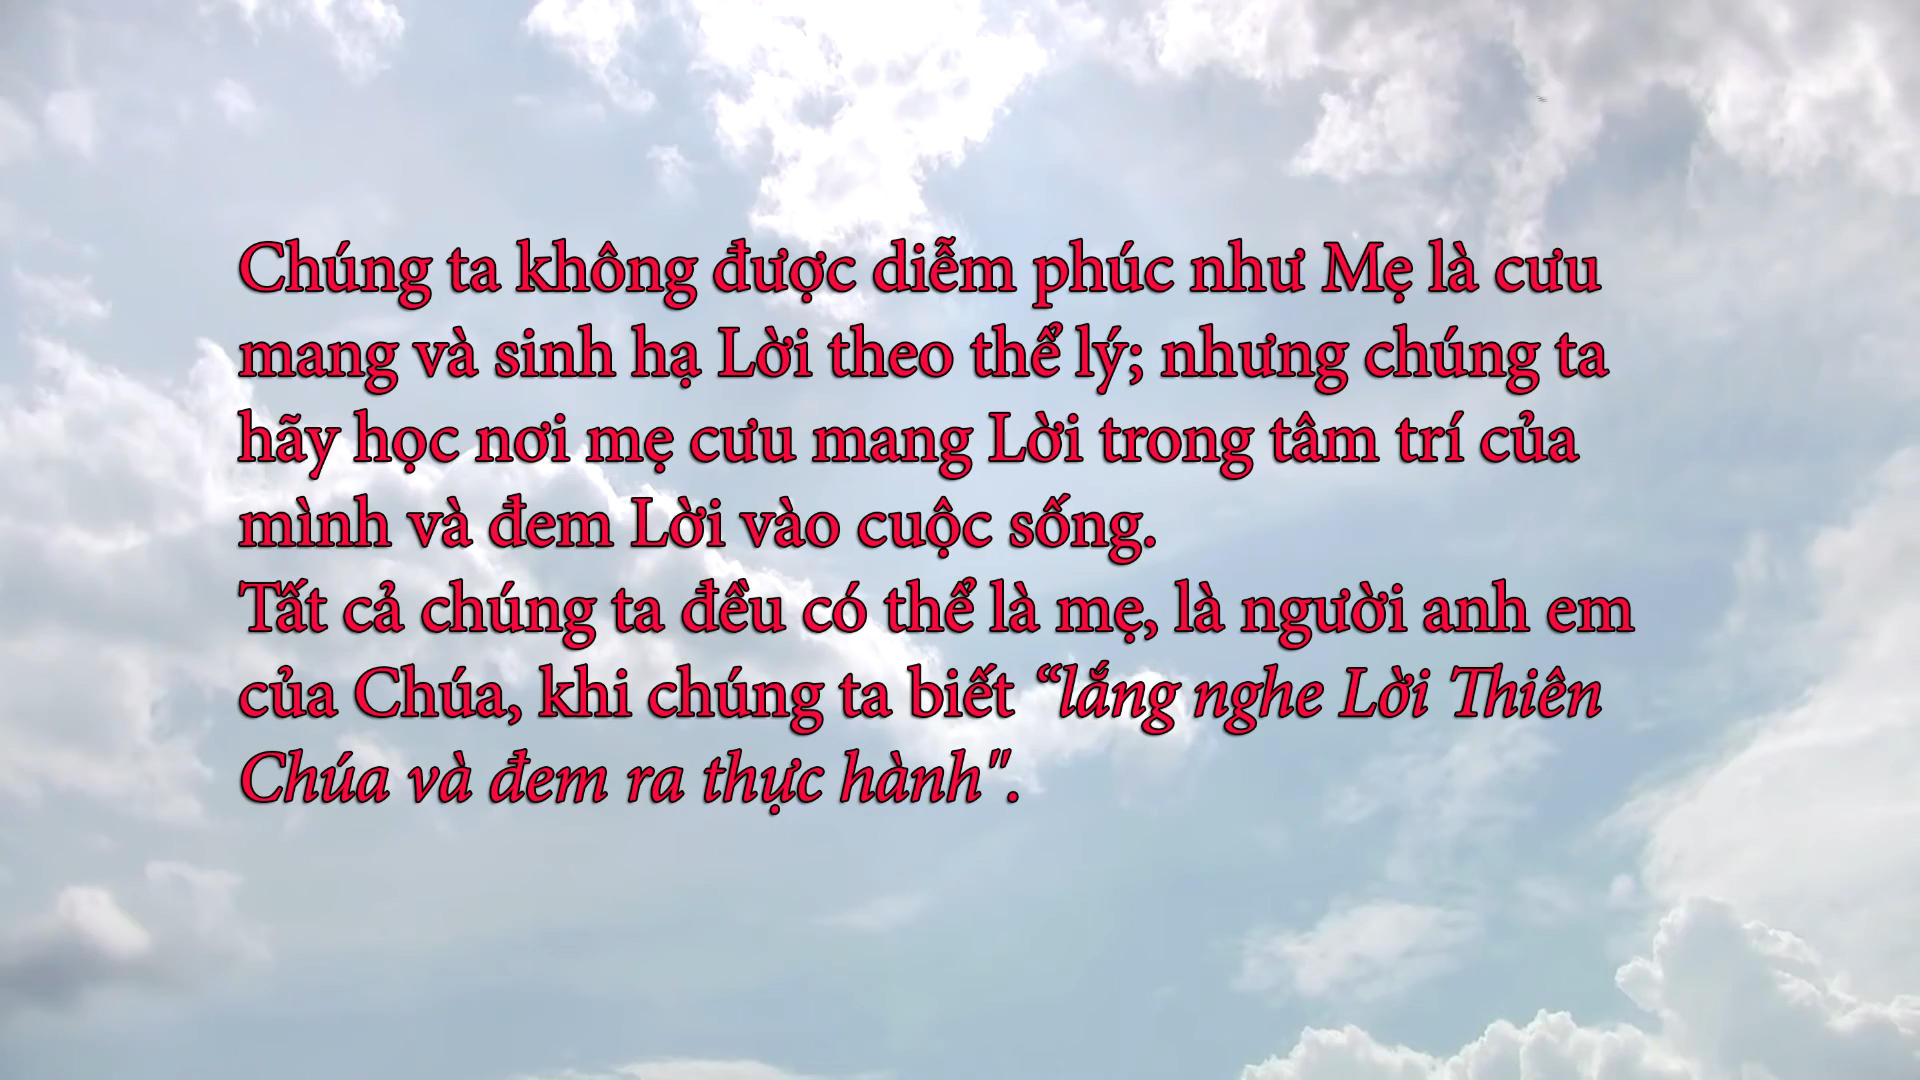 Chúng ta không được diễm phúc như Mẹ là cưu
mang và sinh hạ Lời theo thể lý; nhưng chúng ta
hãy học nơi mẹ cưu mang Lời trong tâm trí của
mình và đem Lời vào cuộc sống.
Tất cả chúng ta đều có thể là mẹ, là người anh em
của Chúa, khi chúng ta biết “lắng nghe Lời Thiên
Chúa và đem ra thực hành".